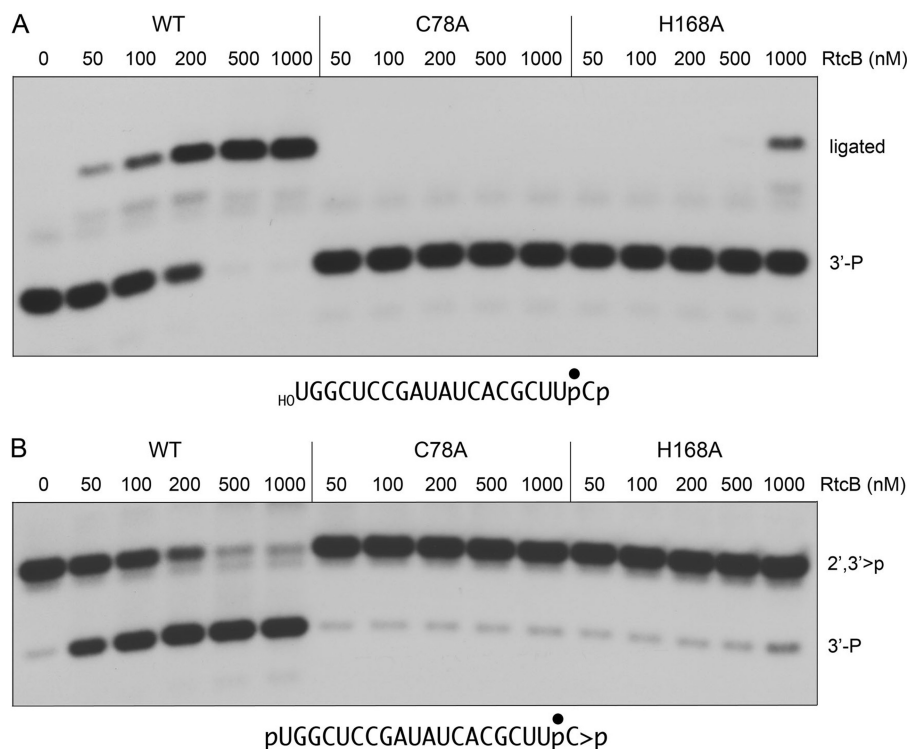 A
WT C78A H168A
0 50 100 200 500 1000 50 100 200 500 1000 50 100 200 500 1000 RtcB (nM)
ligated
3'-P
HOUGGCUCCGAUAUCACGCUUpCp
B
WT C78A H168A
0 50 100 200 500 1000 50 100 200 500 1000 50 100 200 500 1000 RtcB (nM)
2',3'>p
3'-P
pUGGCUCCGAUAUCACGCUUpC>p